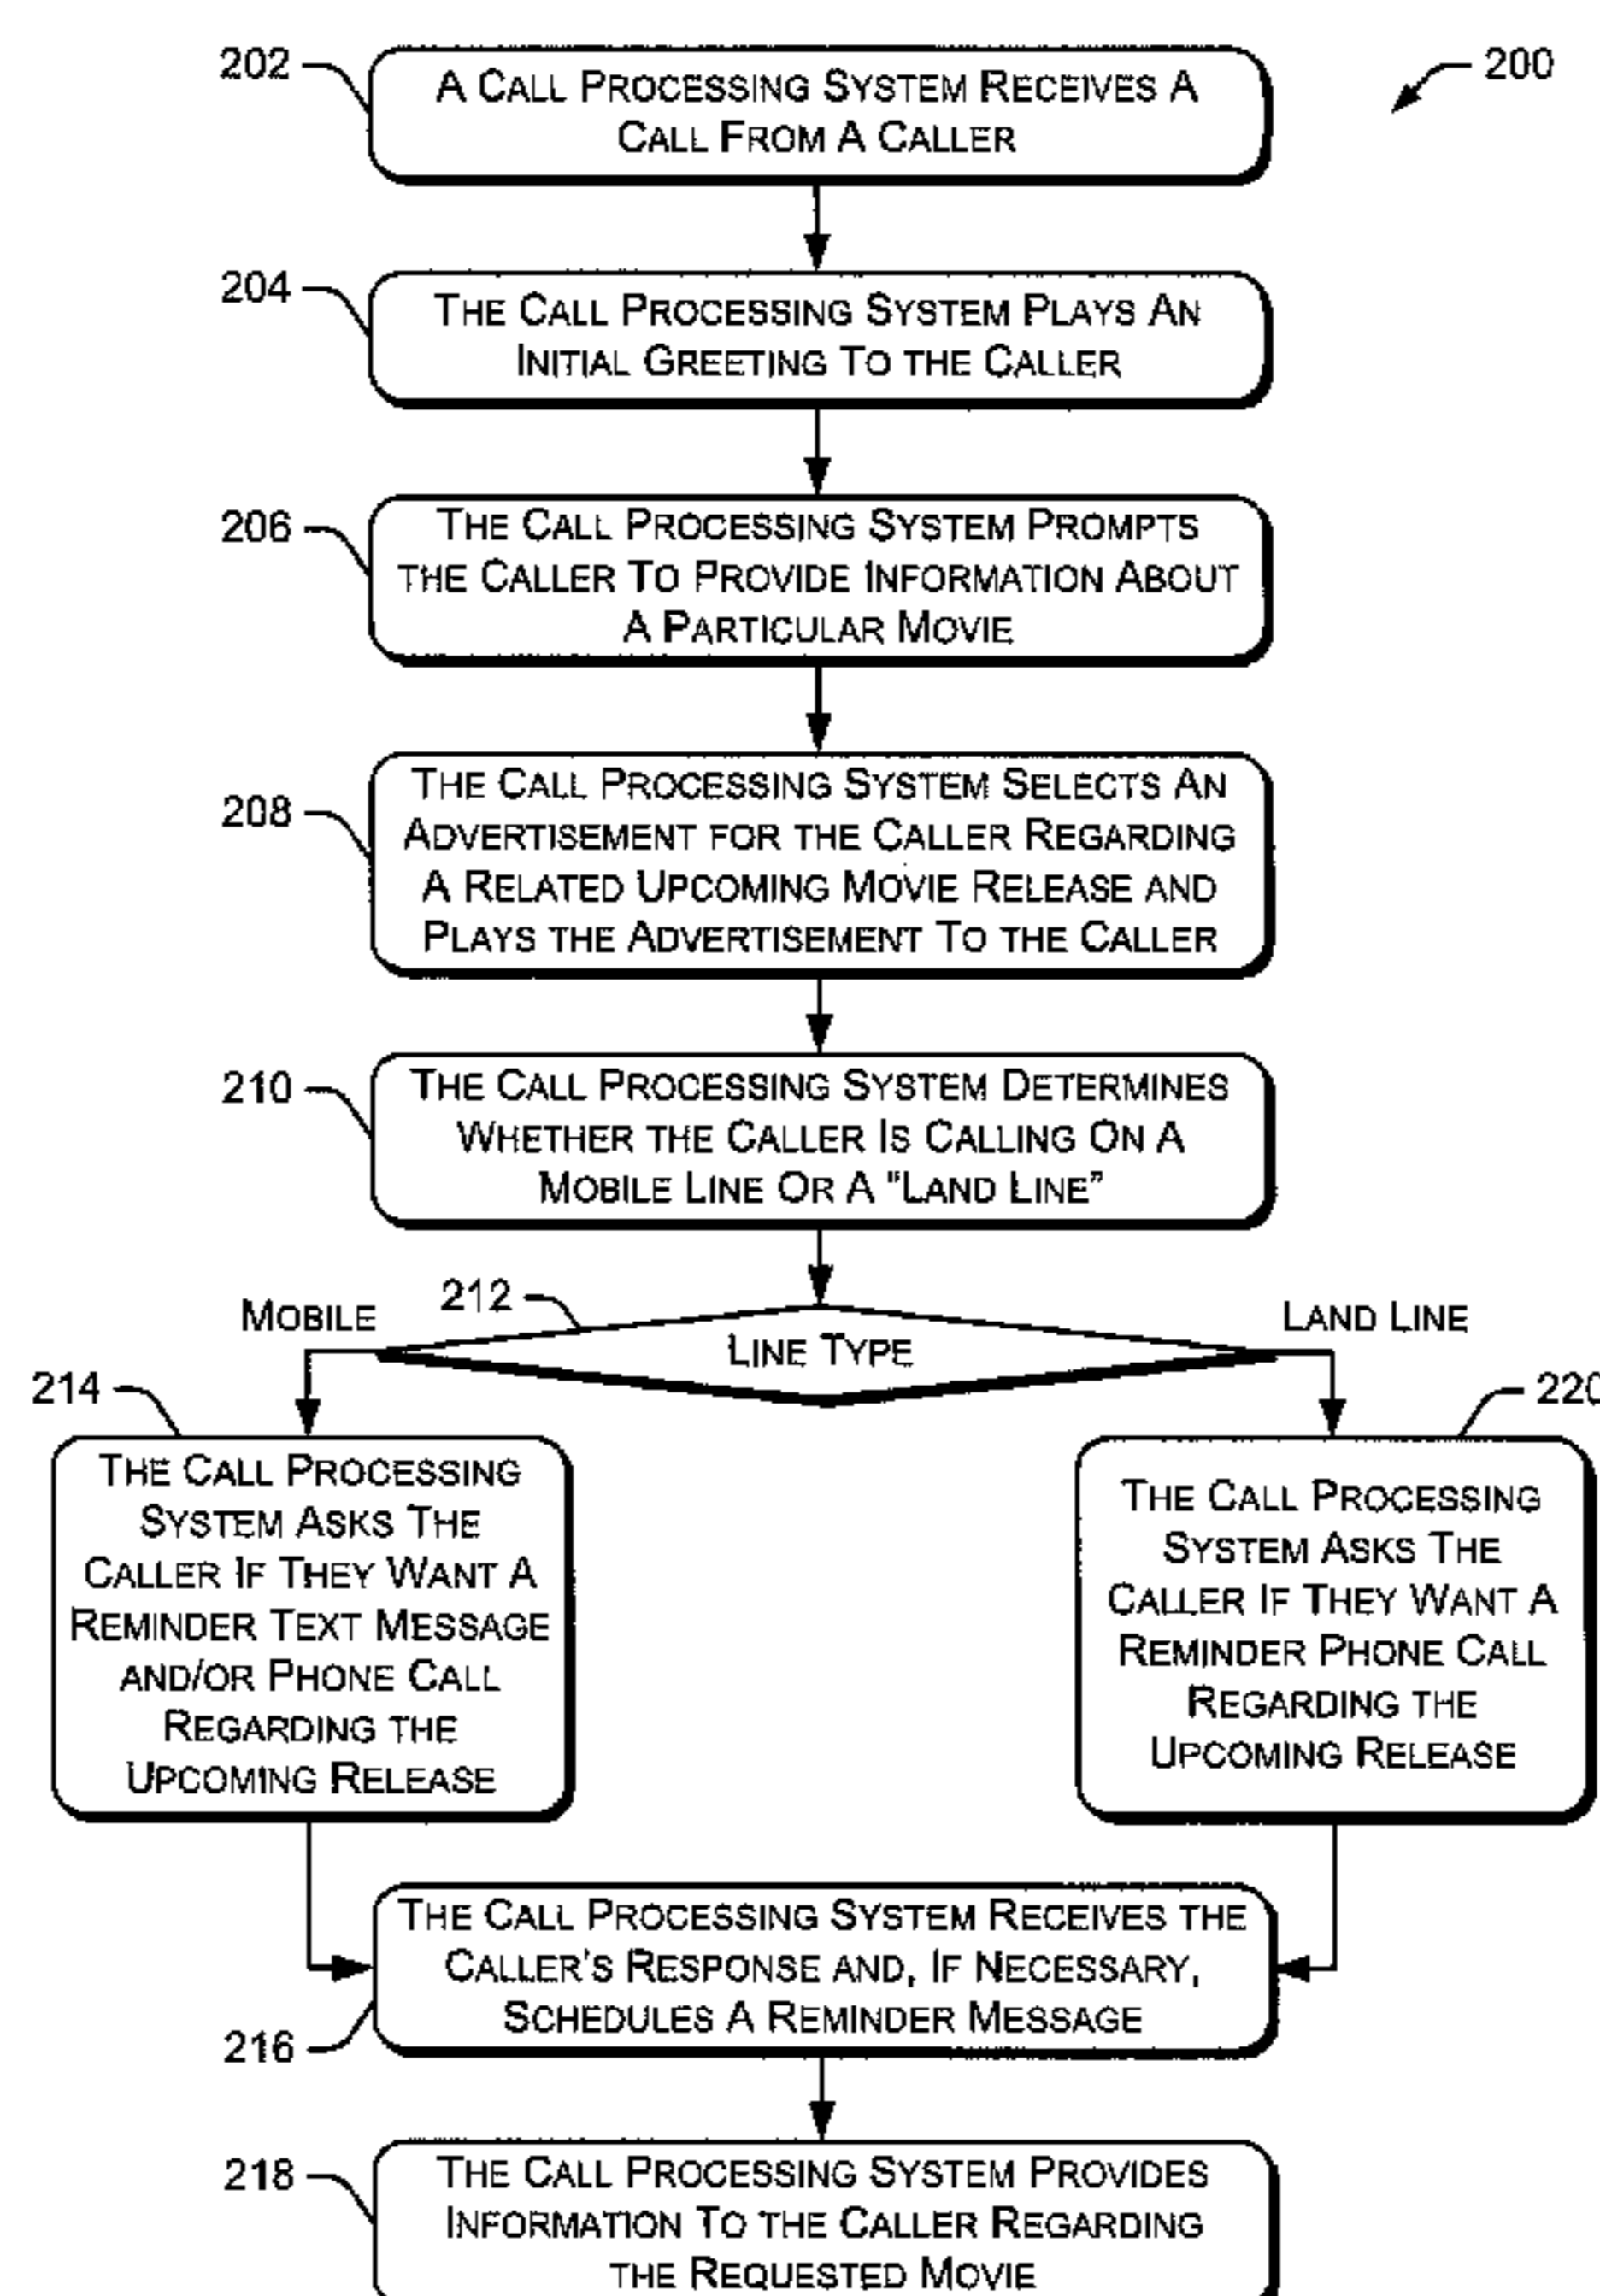 202
A CALL PROCESSING SYSTEM RECEIVES A
CALL FROM A CALLER
200
204
THE CALL PROCESSING SYSTEM PLAYS AN
INITIAL GREETING TO THE CALLER
206
THE CALL PROCESSING SYSTEM PROMPTS
THE CALLER TO PROVIDE INFORMATION ABOUT
A PARTICULAR MOVIE
208
THE CALL PROCESSING SYSTEM SELECTS AN
ADVERTISEMENT FOR THE CALLER REGARDING
A RELATED UPCOMING MOVIE RELEASE AND
PLAYS THE ADVERTISEMENT TO THE CALLER
210
THE CALL PROCESSING SYSTEM DETERMINES
WHETHER THE CALLER IS CALLING ON A
MOBILE LINE OR A "LAND LINE"
MOBILE
212
LINE TYPE
LAND LINE
214
THE CALL PROCESSING
SYSTEM ASKS THE
CALLER IF THEY WANT A
REMINDER TEXT MESSAGE
AND/OR PHONE CALL
REGARDING THE
UPCOMING RELEASE
220
THE CALL PROCESSING
SYSTEM ASKS THE
CALLER IF THEY WANT A
REMINDER PHONE CALL
REGARDING THE
UPCOMING RELEASE
THE CALL PROCESSING SYSTEM RECEIVES THE
CALLER'S RESPONSE AND, IF NECESSARY,
SCHEDULES A REMINDER MESSAGE
216
218
THE CALL PROCESSING SYSTEM PROVIDES
INFORMATION TO THE CALLER REGARDING
THE REQUESTED MOVIE